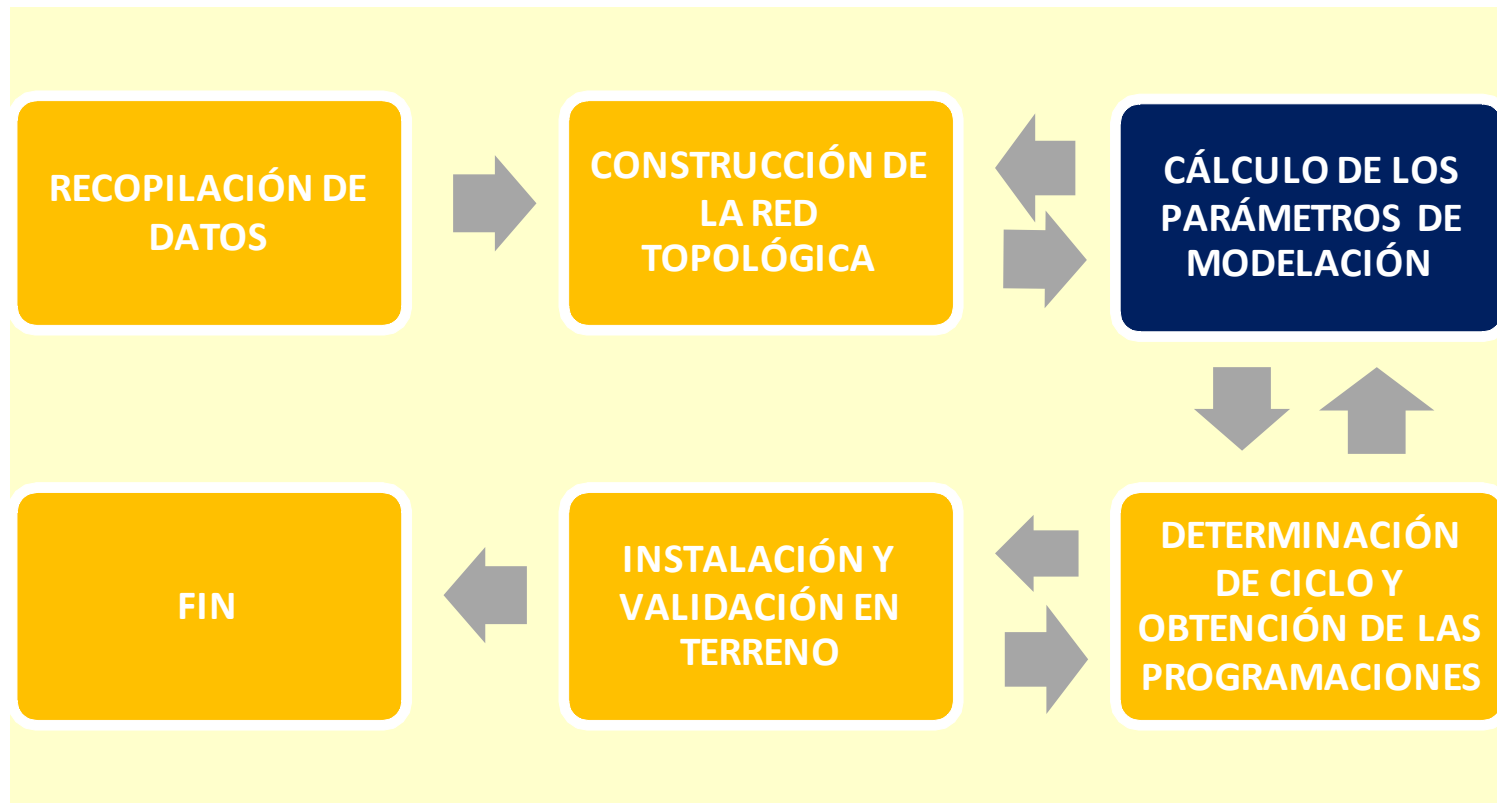 RECOPILACIÓN DE
DATOS
CONSTRUCCIÓN DE
LA RED
TOPOLÓGICA
CÁLCULO DE LOS
PARÁMETROS DE
MODELACIÓN
FIN
INSTALACIÓN Y
VALIDACIÓN EN
TERRENO
DETERMINACIÓN
DE CICLO Y
OBTENCIÓN DE LAS
PROGRAMACIONES